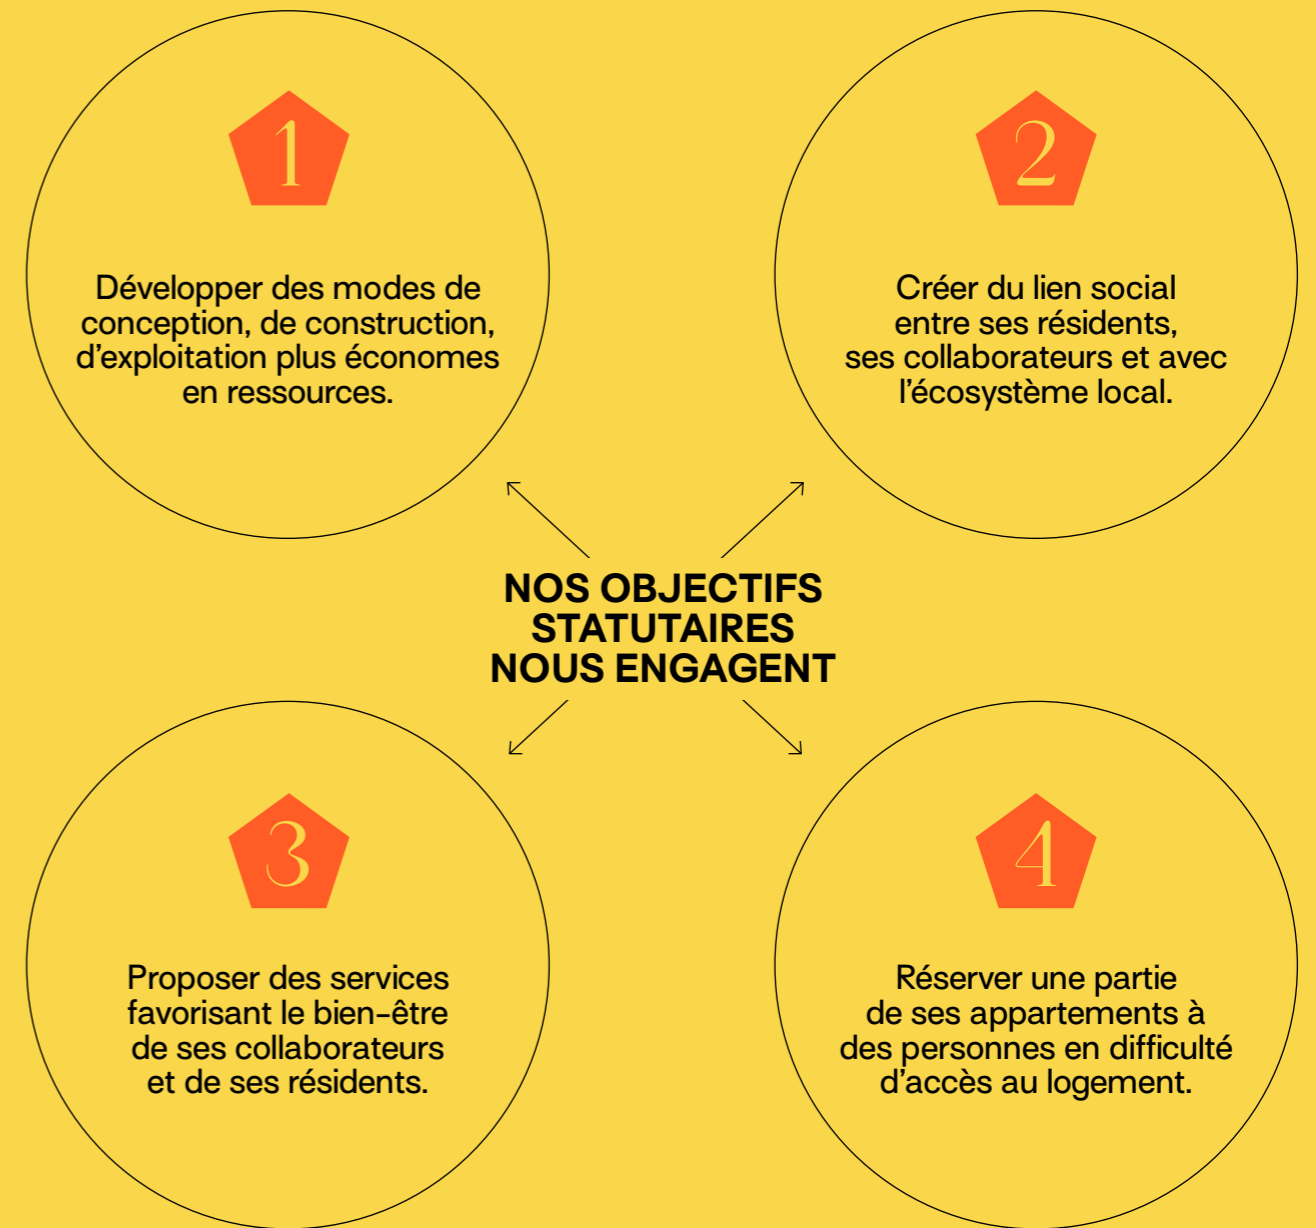 1
Développer des modes de
conception, de construction,
d’exploitation plus économes
en ressources.
2
Créer du lien social
entre ses résidents,
ses collaborateurs et avec
l’écosystème local.
NOS OBJECTIFS
STATUTAIRES
NOUS ENGAGENT
3
Proposer des services
favorisant le bien-être
de ses collaborateurs
et de ses résidents.
4
Réserver une partie
de ses appartements à
des personnes en difficulté
d’accès au logement.